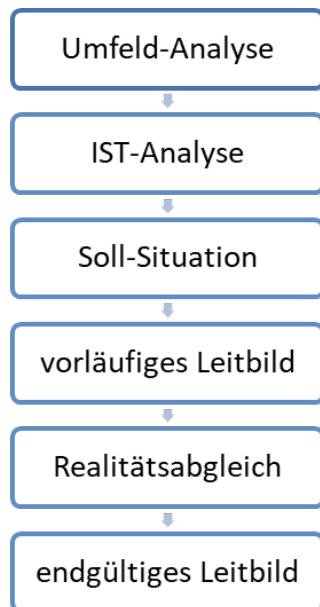 Umfeld-Analyse
IST-Analyse
Soll-Situation
vorläufiges Leitbild
Realitätsabgleich
endgültiges Leitbild